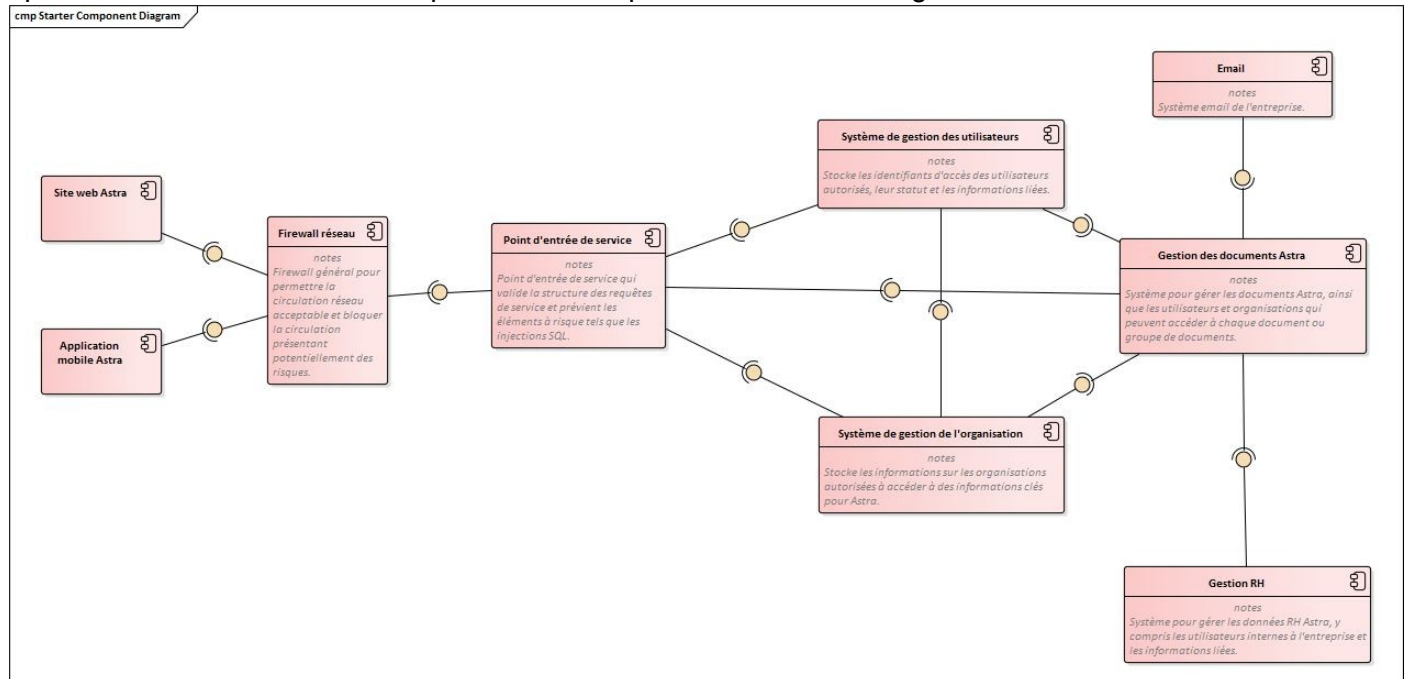 cmp Starter Component Diagram
Email
notes
Système email de l'entreprise.
Système de gestion des utilisateurs
notes
Stocke les identifiants d'accès des utilisateurs
autorisés, leur statut et les informations liées.
Site web Astra
Firewall réseau
notes
Firewall général pour
permettre la
circulation réseau
acceptable et bloquer
la circulation
présentant
potentiellement des
risques.
Point d'entrée de service
notes
Point d'entrée de service qui
valide la structure des requêtes
de service et prévient les
éléments à risque tels que les
injections SQL.
Gestion des documents Astra
notes
Système pour gérer les documents Astra, ainsi
que les utilisateurs et organisations qui
peuvent accéder à chaque document ou
groupe de documents.
Application
mobile Astra
Système de gestion de l'organisation
notes
Stocke les informations sur les organisations
autorisées à accéder à des informations clés
pour Astra.
Gestion RH
notes
Système pour gérer les données RH Astra, y
compris les utilisateurs internes à l'entreprise et
les informations liées.